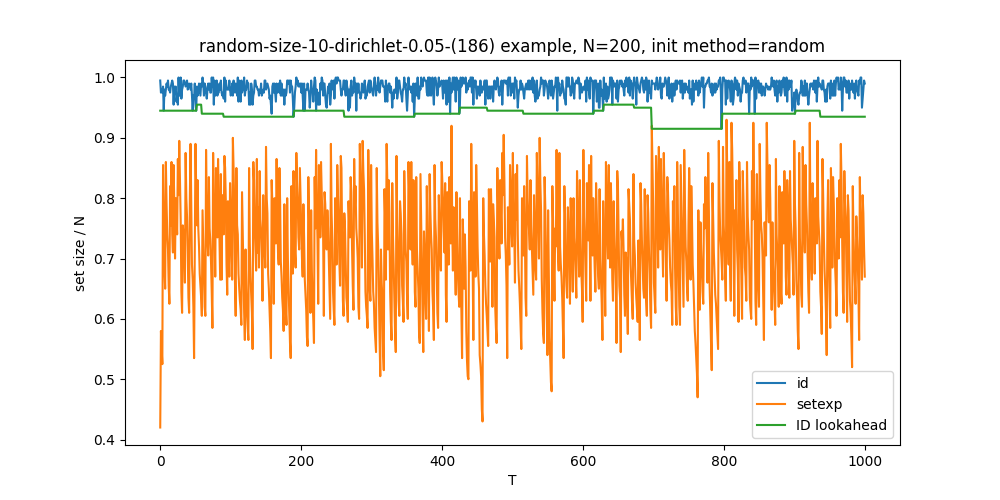 random-size-10-dirichlet-0.05-(186) example, N=200, init method=random
1.0
0.9
0.8
0.7
0.6
0.5
0.4
set size / N
id
setexp
ID lookahead
0 200 400 600 800 1000
T